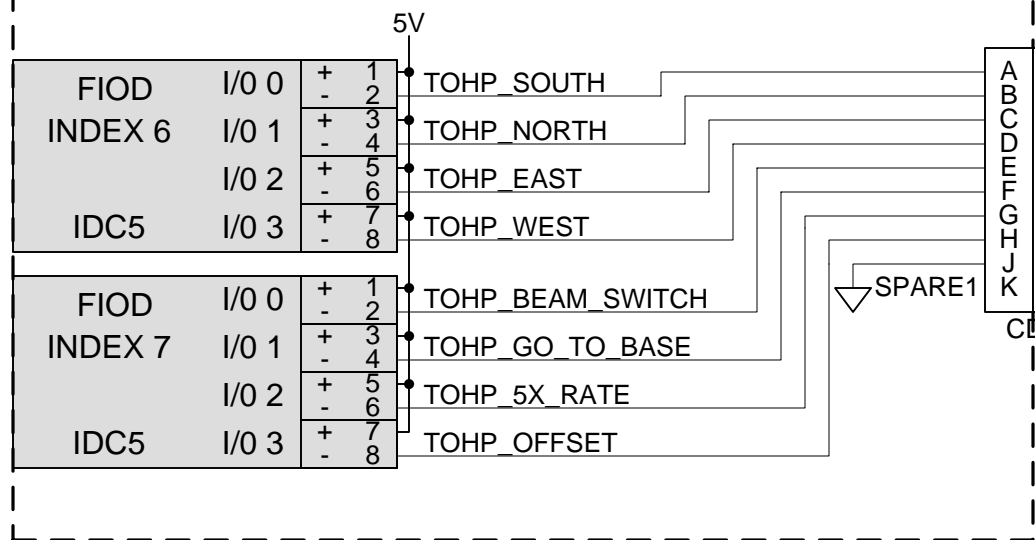 5V
FIOD I/0 0 + 1 TOHP_SOUTH A
- 2 B
INDEX 6 I/0 1 + 3 TOHP_NORTH C
- 4 D
I/0 2 + 5 TOHP_EAST E
- 6 F
IDC5 I/0 3 + 7 TOHP_WEST G
- 8 H
J
FIOD I/0 0 + 1 TOHP_BEAM_SWITCH SPARE1 K
- 2
INDEX 7 I/0 1 + 3 TOHP_GO_TO_BASE
- 4
I/0 2 + 5 TOHP_5X_RATE
- 6
IDC5 I/0 3 + 7 TOHP_OFFSET
- 8